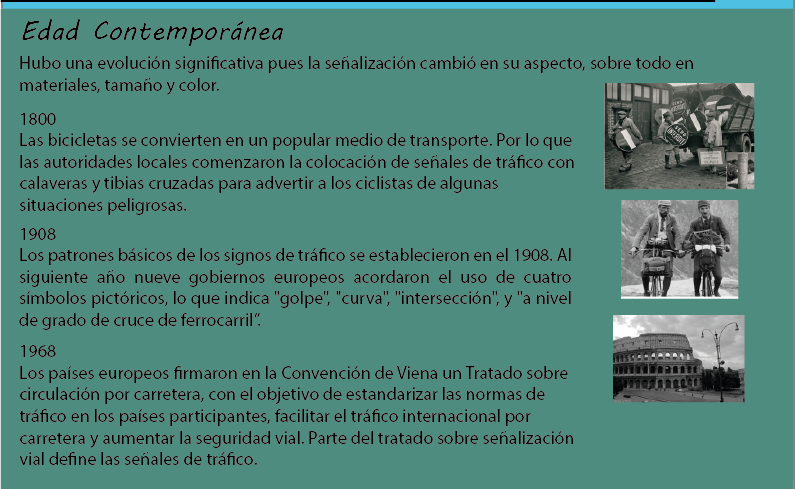 Edad Contemporánea
Hubo una evolución significativa pues la señalización cambió en su aspecto, sobre todo en
materiales, tamaño y color.
1800
Las bicicletas se convierten en un popular medio de transporte. Por lo que
las autoridades locales comenzaron la colocación de señales de tráfico con
calaveras y tibias cruzadas para advertir a los ciclistas de algunas
situaciones peligrosas.
1908
Los patrones básicos de los signos de tráfico se establecieron en el 1908. Al
siguiente año nueve gobiernos europeos acordaron el uso de cuatro
símbolos pictóricos, lo que indica "golpe", "curva", "intersección", y "a nivel
de grado de cruce de ferrocarril".
1968
Los países europeos firmaron en la Convención de Viena un Tratado sobre
circulación por carretera, con el objetivo de estandarizar las normas de
tráfico en los países participantes, facilitar el tráfico internacional por
carretera y aumentar la seguridad vial. Parte del tratado sobre señalización
vial define las señales de tráfico.